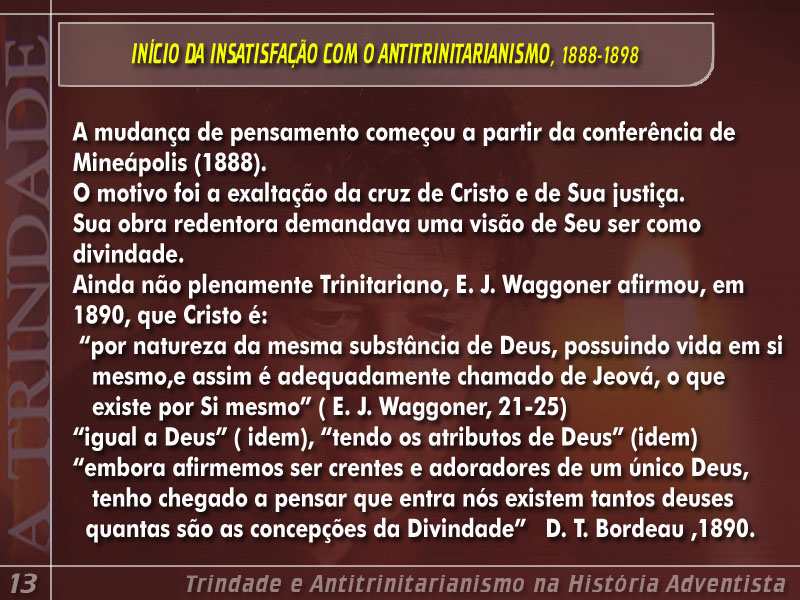 INÍCIO DA INSATISFAÇÃO COM O ANTITRINITARIANISMO, 1888-1898
A TRINDADE
A mudança de pensamento começou a partir da conferência de
Mineápolis (1888).
O motivo foi a exaltação da cruz de Cristo e de Sua justiça.
Sua obra redentora demandava uma visão de Seu ser como
divindade.
Ainda não plenamente Trinitariano, E. J. Waggoner afirmou, em
1890, que Cristo é:
“por natureza da mesma substância de Deus, possuindo vida em si
mesmo,e assim é adequadamente chamado de Jeová, o que
existe por Si mesmo” ( E. J. Waggoner, 21-25)
“igual a Deus” ( idem), “tendo os atributos de Deus” (idem)
“embora afirmemos ser crentes e adoradores de um único Deus,
tenho chegado a pensar que entra nós existem tantos deuses
quantas são as concepções da Divindade” D. T. Bordeau ,1890.
13 Trindade e Antitrinitarianismo na História Adventista